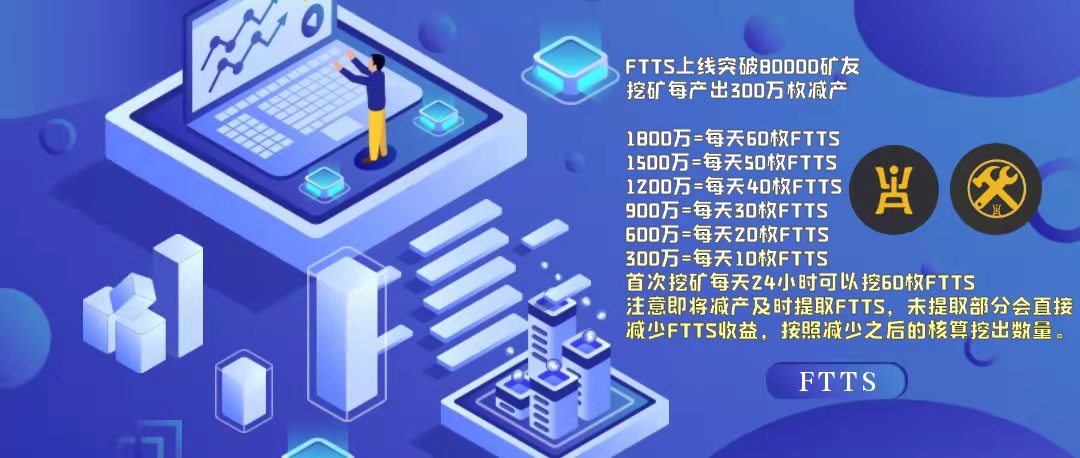 FTTS上线突破80000矿友
挖矿每产出300万枚减产
1800万=每天60枚FTTS
1500万=每天50枚FTTS
1200万=每天40枚FTTS
900万=每天30枚FTTS
600万=每天20枚FTTS
300万=每天10枚FTTS
首次挖矿每天24小时可以挖60枚FTTS
注意即将减产及时提取FTTS，未提取部分会直接
减少FTTS收益，按照减少之后的核算挖出数量。
FTTS